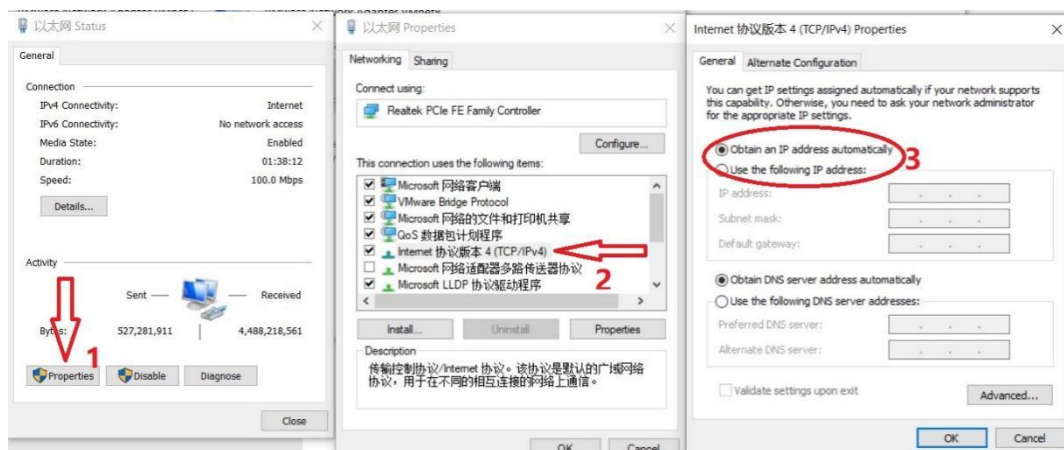 以太网 Status
General
Connection
IPv4 Connectivity: Internet
IPv6 Connectivity: No network access
Media State: Enabled
Duration: 01:38:12
Speed: 100.0 Mbps
Details...
Activity
Sent — — Received
Bytes: 527,281,911 4,488,218,561
1
Properties Disable Diagnose
Close
以太网 Properties
Networking Sharing
Connect using:
Realtek PCIe FE Family Controller
Configure...
This connection uses the following items:
Microsoft 网络客户端
VMware Bridge Protocol
Microsoft 网络的文件和打印机共享
QoS 数据包计划程序
Internet 协议版本 4 (TCP/IPv4)
Microsoft 网络适配器多路传送器协议
Microsoft LLDP 协议驱动程序
2
Install... Uninstall Properties
Description
传输控制协议/Internet 协议。该协议是默认的广域网络
协议，用于在不同的相互连接的网络上通信。
OK Cancel
Internet 协议版本 4 (TCP/IPv4) Properties
General Alternate Configuration
You can get IP settings assigned automatically if your network supports
this capability. Otherwise, you need to ask your network administrator
for the appropriate IP settings.
Obtain an IP address automatically
3
Use the following IP address:
IP address:
Subnet mask:
Default gateway:
Obtain DNS server address automatically
Use the following DNS server addresses:
Preferred DNS server:
Alternate DNS server:
Validate settings upon exit
Advanced...
OK Cancel